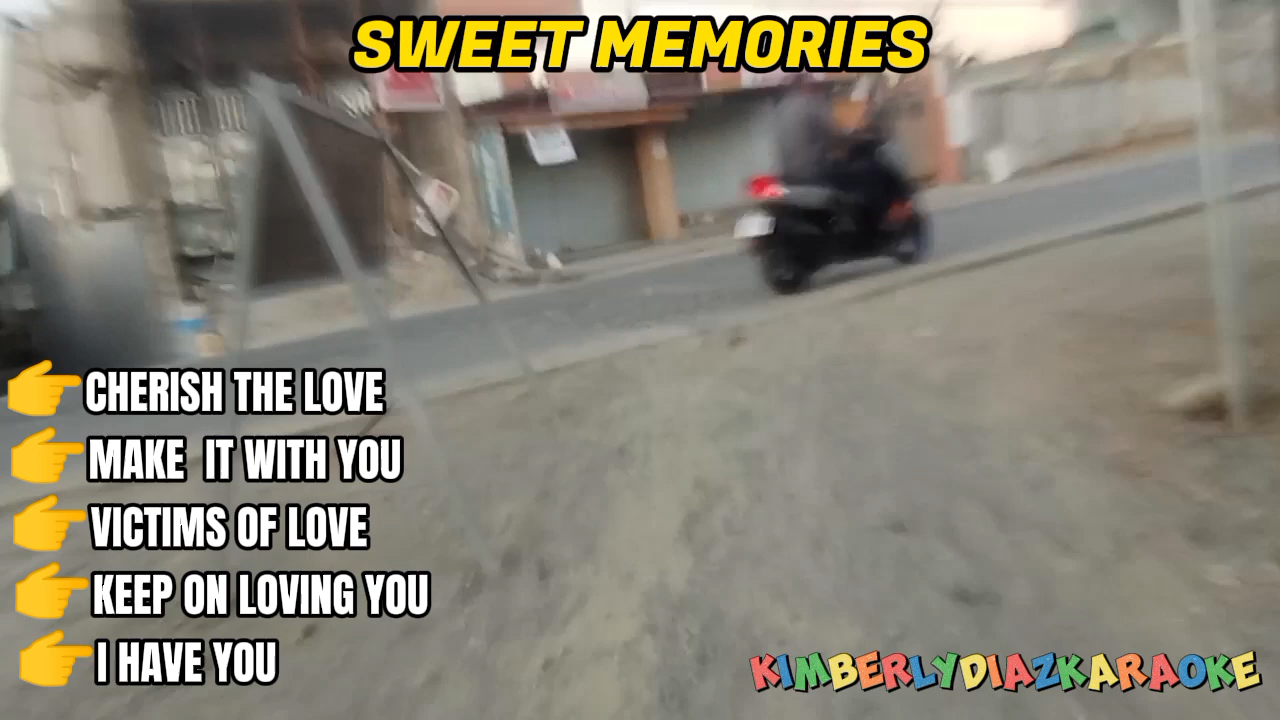 SWEET MEMORIES
CHERISH THE LOVE
MAKE IT WITH YOU
VICTIMS OF LOVE
KEEP ON LOVING YOU
I HAVE YOU
KIMBERLYDIAZKARAOKE